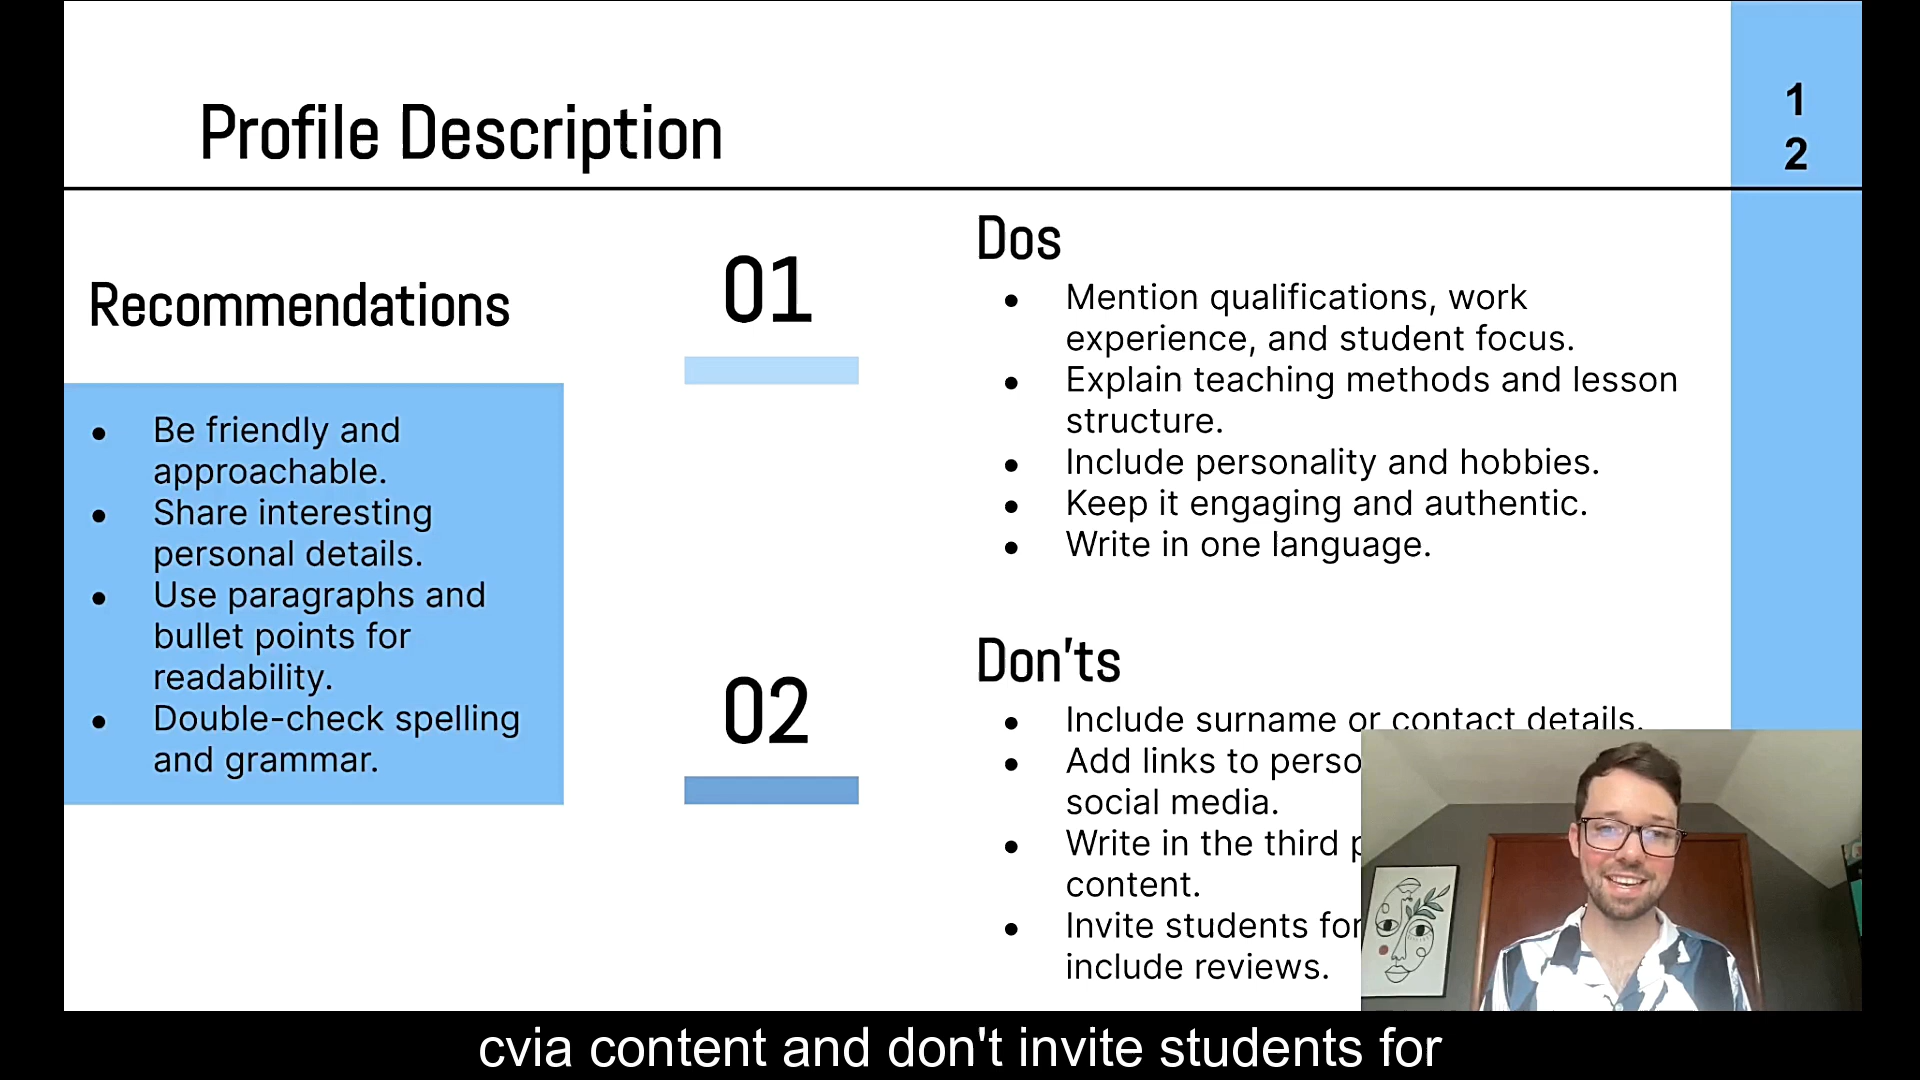 Profile Description
1
2
Recommendations
● Be friendly and
approachable.
● Share interesting
personal details.
● Use paragraphs and
bullet points for
readability.
● Double-check spelling
and grammar.
01
Dos
● Mention qualifications, work
experience, and student focus.
● Explain teaching methods and lesson
structure.
● Include personality and hobbies.
● Keep it engaging and authentic.
● Write in one language.
02
Don'ts
● Include surname or contact details.
● Add links to
social media.
● Write in the third
content.
● Invite students for
include reviews.
cvia content and don't invite students for